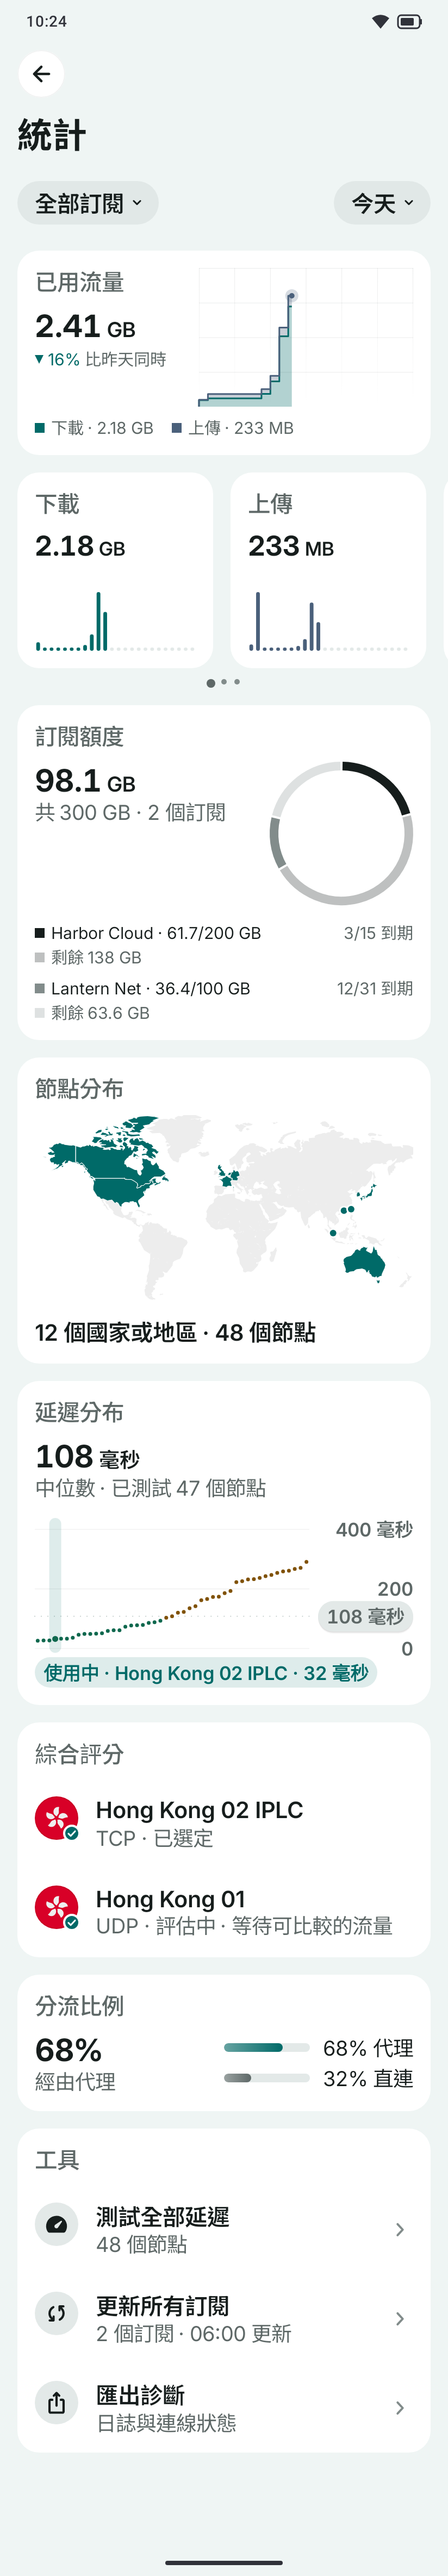 10:24
統計
全部訂閱
今天
已用流量
2.41 GB
▼16% 比昨天同時
下載 · 2.18 GB
上傳 · 233 MB
下載
2.18 GB
上傳
233 MB
訂閱額度
98.1 GB
共 300 GB · 2 個訂閱
Harbor Cloud · 61.7/200 GB
3/15 到期
剩餘 138 GB
Lantern Net · 36.4/100 GB
12/31 到期
剩餘 63.6 GB
節點分布
12 個國家或地區 · 48 個節點
延遲分布
108 毫秒
中位數 · 已測試 47 個節點
400 毫秒
200
108 毫秒
0
使用中 · Hong Kong 02 IPLC · 32 毫秒
綜合評分
Hong Kong 02 IPLC
TCP · 已選定
Hong Kong 01
UDP · 評估中 · 等待可比較的流量
分流比例
68%
經由代理
68% 代理
32% 直連
工具
測試全部延遲
48 個節點
更新所有訂閱
2 個訂閱 · 06:00 更新
匯出診斷
日誌與連線狀態